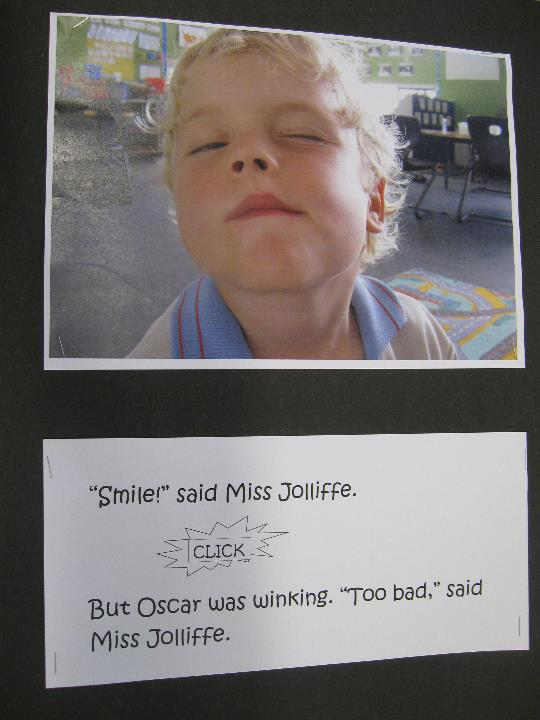 “Smile!” said Miss Jolliffe.
CLICK
But Oscar was winking. “Too bad,” said
Miss Jolliffe.